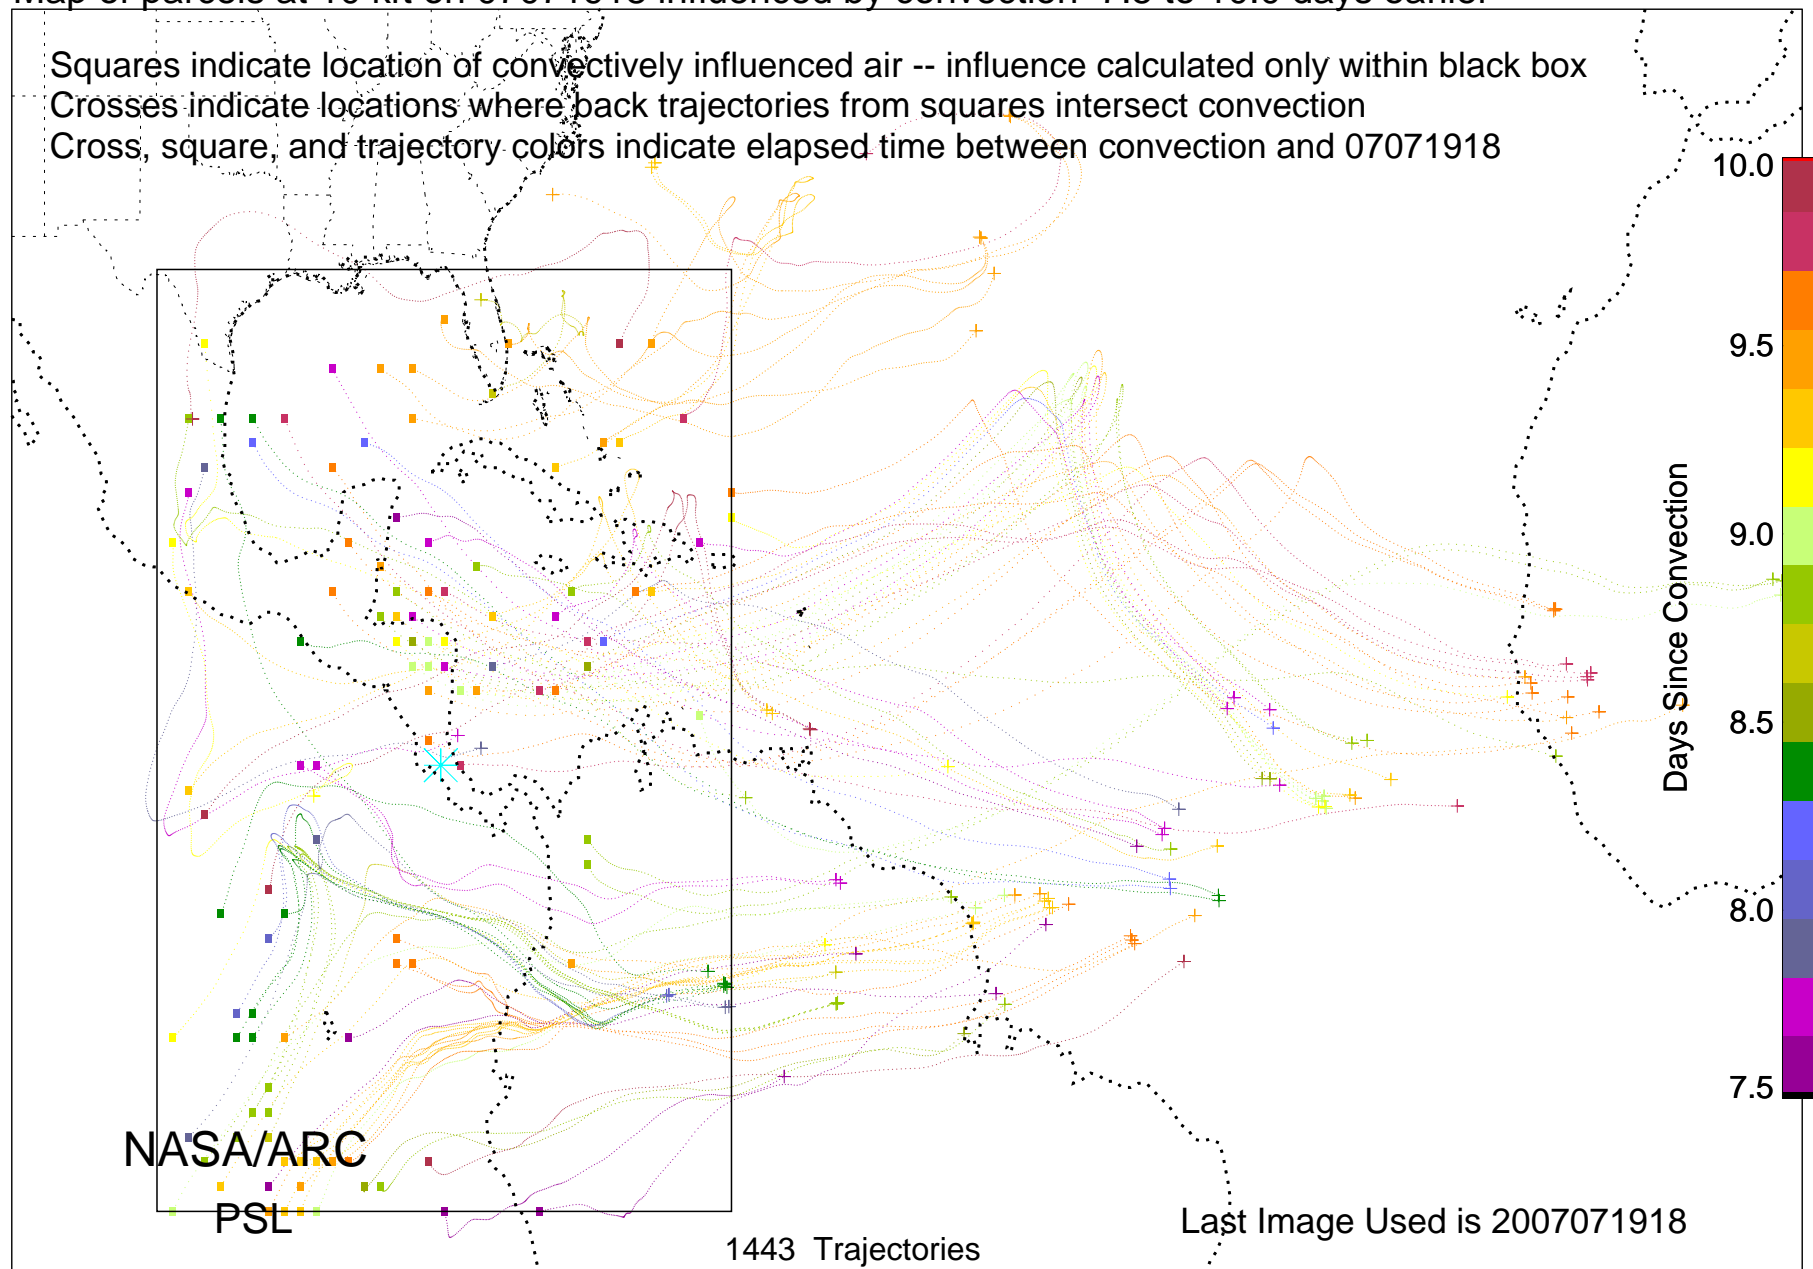 Squares indicate location of convectively influenced air -- influence calculated only within black box
Crosses indicate locations where back trajectories from squares intersect convection
Cross, square, and trajectory colors indicate elapsed time between convection and 07071918
10.0
9.5
9.0
8.5
8.0
7.5
Days Since Convection
NASA/ARC
PSL
Last Image Used is 2007071918
1443 Trajectories